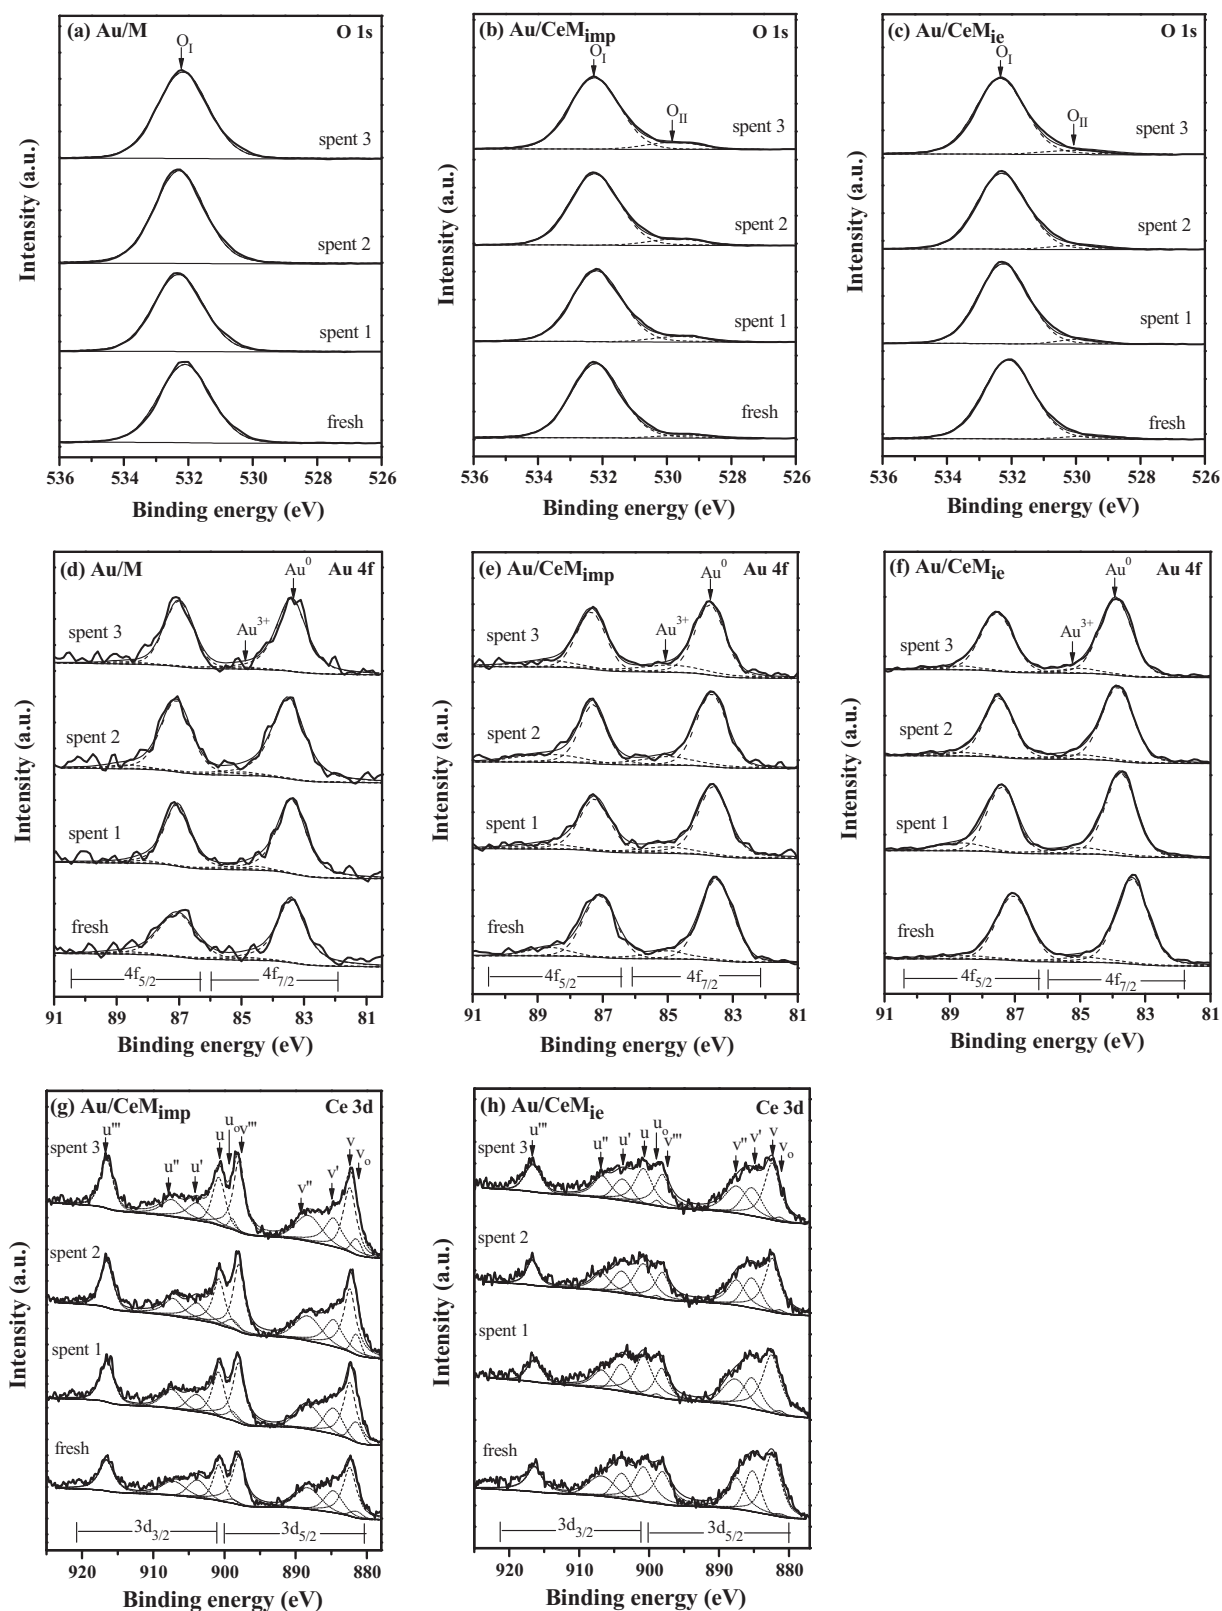 (a) Au/M O 1s
O_I
spent 3
spent 2
spent 1
fresh
Intensity (a.u.)
536 534 532 530 528 526
Binding energy (eV)
(b) Au/CeM_imp O 1s
O_I
O_II
spent 3
spent 2
spent 1
fresh
Intensity (a.u.)
536 534 532 530 528 526
Binding energy (eV)
(c) Au/CeM_ie O 1s
O_I
O_II
spent 3
spent 2
spent 1
fresh
Intensity (a.u.)
536 534 532 530 528 526
Binding energy (eV)
(d) Au/M Au 4f
Au^0
Au^3+
spent 3
spent 2
spent 1
fresh
4f_5/2 4f_7/2
Intensity (a.u.)
91 89 87 85 83 81
Binding energy (eV)
(e) Au/CeM_imp Au 4f
Au^0
Au^3+
spent 3
spent 2
spent 1
fresh
4f_5/2 4f_7/2
Intensity (a.u.)
91 89 87 85 83 81
Binding energy (eV)
(f) Au/CeM_ie Au 4f
Au^0
Au^3+
spent 3
spent 2
spent 1
fresh
4f_5/2 4f_7/2
Intensity (a.u.)
91 89 87 85 83 81
Binding energy (eV)
(g) Au/CeM_imp Ce 3d
u''' u'' u' u u_o v''' v'' v' v v_o
spent 3
spent 2
spent 1
fresh
3d_3/2 3d_5/2
Intensity (a.u.)
920 910 900 890 880
Binding energy (eV)
(h) Au/CeM_ie Ce 3d
u''' u'' u' u u_o v''' v'' v' v v_o
spent 3
spent 2
spent 1
fresh
3d_3/2 3d_5/2
Intensity (a.u.)
920 910 900 890 880
Binding energy (eV)